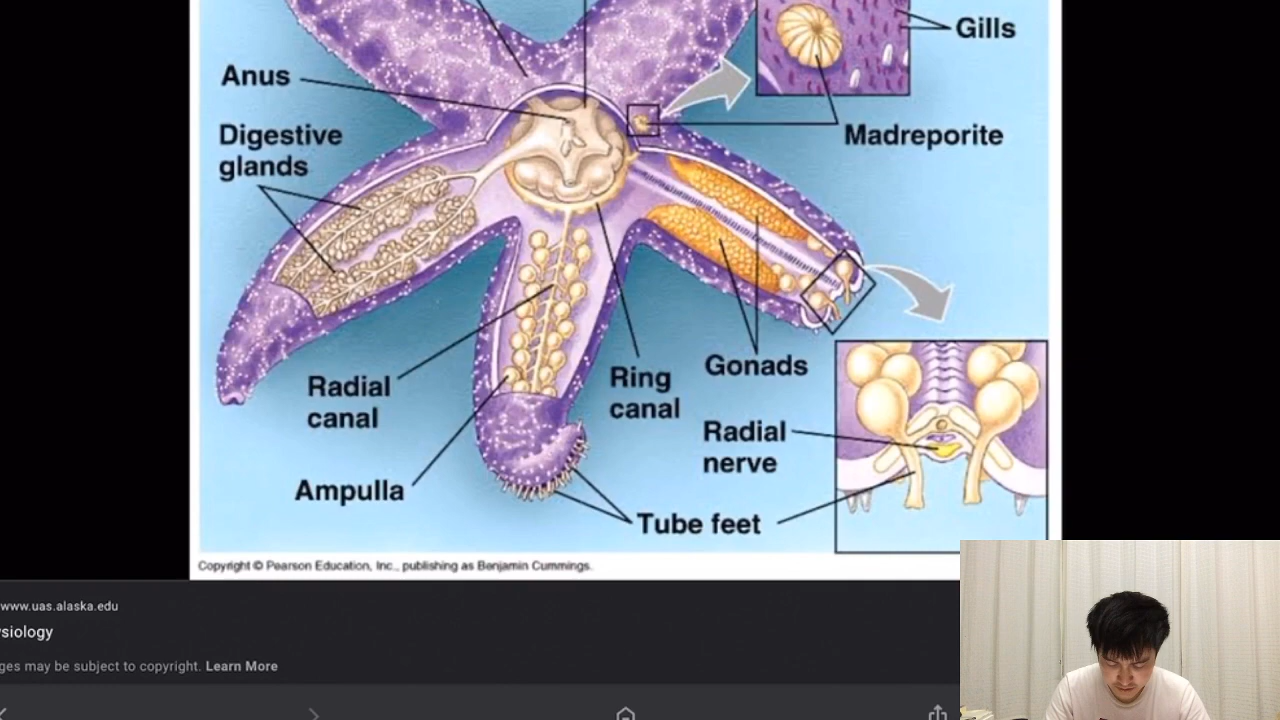 Gills
Anus
Madreporite
Digestive
glands
Gonads
Ring
canal
Radial
canal
Radial
nerve
Ampulla
Tube feet
Copyright © Pearson Education, Inc., publishing as Benjamin Cummings.
www.uas.alaska.edu
siology
ges may be subject to copyright. Learn More